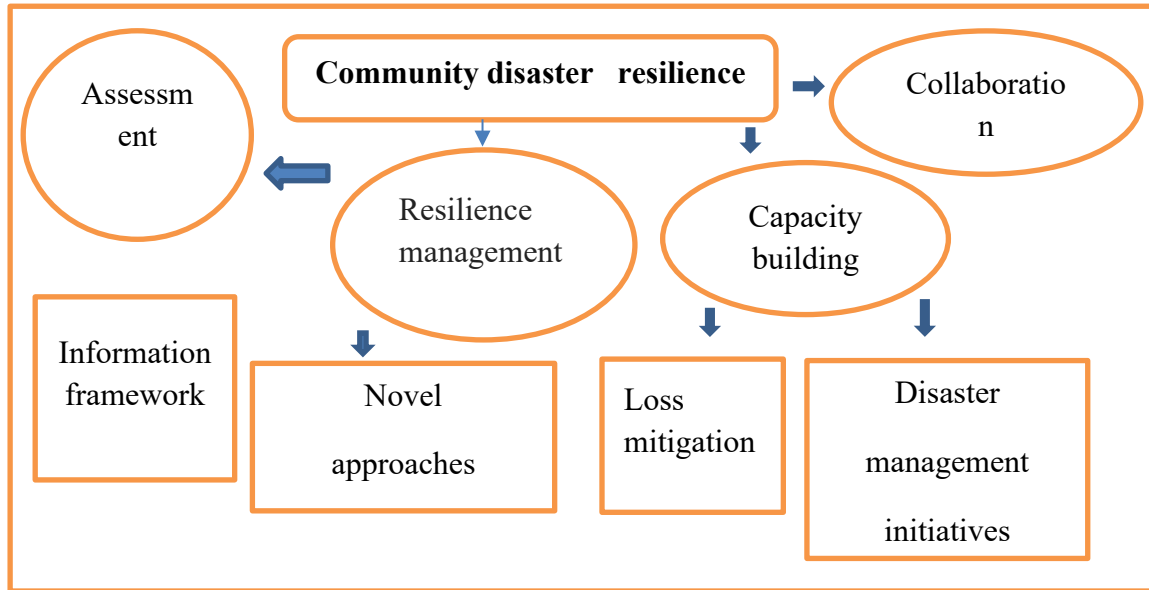 Community disaster resilience
Assessm
ent
Collaboratio
n
Resilience
management
Capacity
building
Information
framework
Novel
approaches
Loss
mitigation
Disaster
management
initiatives